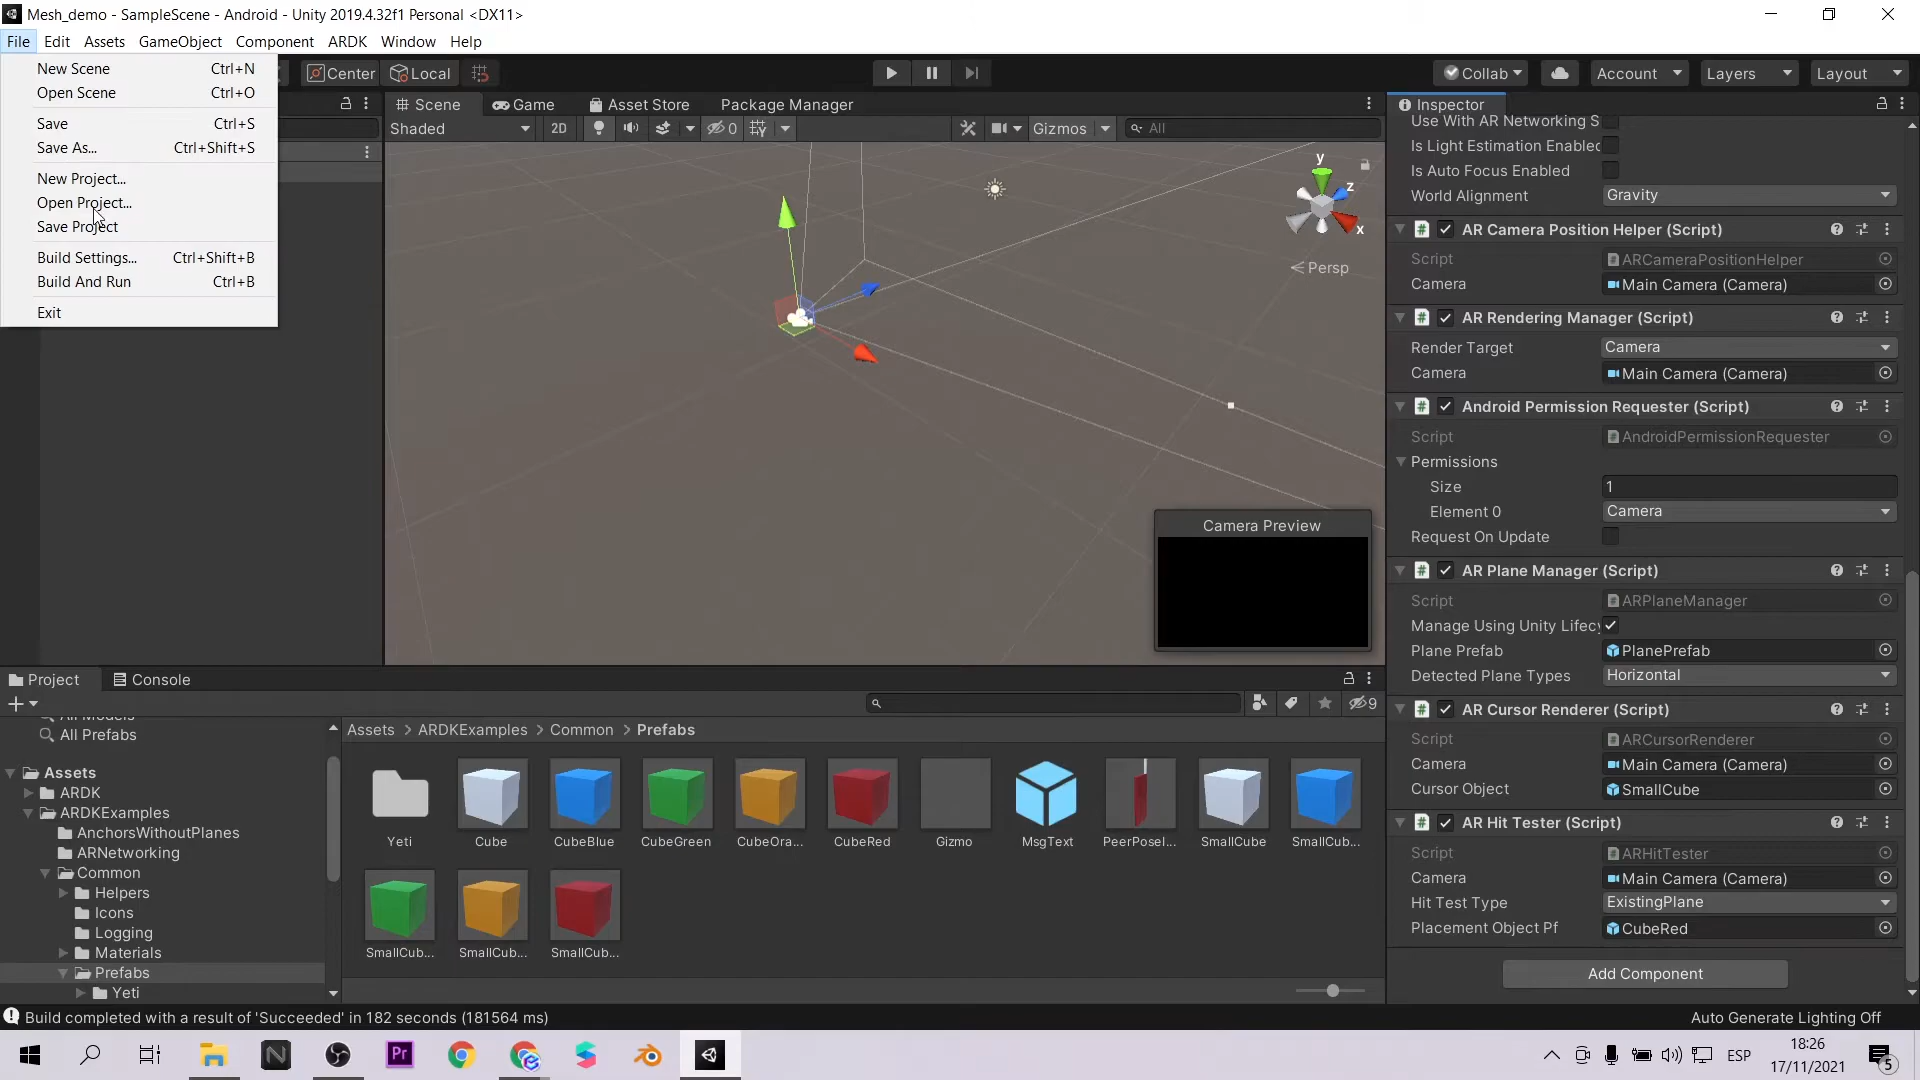 Mesh_demo - SampleScene - Android - Unity 2019.4.32f1 Personal <DX11>
File Edit Assets GameObject Component ARDK Window Help
New Scene Ctrl+N
Open Scene Ctrl+O
Save Ctrl+S
Save As... Ctrl+Shift+S
New Project...
Open Project...
Save Project
Build Settings... Ctrl+Shift+B
Build And Run Ctrl+B
Exit
Center Local
Collab Account Layers Layout
Scene Game Asset Store Package Manager
Shaded 2D 0 Gizmos All
y
z
x
Persp
Camera Preview
Inspector
Use With AR Networking S
Is Light Estimation Enablec
Is Auto Focus Enabled
World Alignment Gravity
# AR Camera Position Helper (Script)
Script ARCameraPositionHelper
Camera Main Camera (Camera)
# AR Rendering Manager (Script)
Render Target Camera
Camera Main Camera (Camera)
# Android Permission Requester (Script)
Script AndroidPermissionRequester
Permissions
Size 1
Element 0 Camera
Request On Update
# AR Plane Manager (Script)
Script ARPlaneManager
Manage Using Unity Lifecy
Plane Prefab PlanePrefab
Detected Plane Types Horizontal
# AR Cursor Renderer (Script)
Script ARCursorRenderer
Camera Main Camera (Camera)
Cursor Object SmallCube
# AR Hit Tester (Script)
Script ARHitTester
Camera Main Camera (Camera)
Hit Test Type ExistingPlane
Placement Object Pf CubeRed
Add Component
Project Console
9
All Prefabs
Assets
ARDK
ARDKExamples
AnchorsWithoutPlanes
ARNetworking
Common
Helpers
Icons
Logging
Materials
Prefabs
Yeti
Assets > ARDKExamples > Common > Prefabs
Yeti Cube CubeBlue CubeGreen CubeOra... CubeRed Gizmo MsgText PeerPosel... SmallCube SmallCub...
SmallCub... SmallCub... SmallCub...
Build completed with a result of 'Succeeded' in 182 seconds (181564 ms)
Auto Generate Lighting Off
N Pr
ESP
18:26
17/11/2021
5